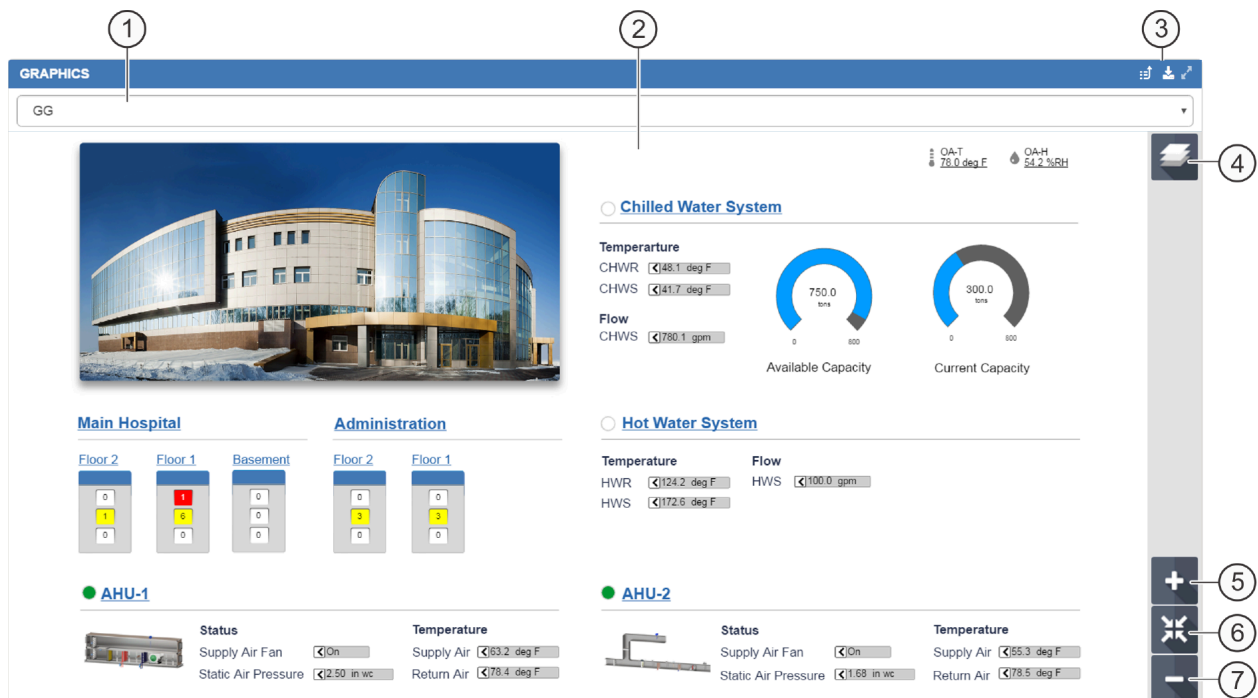 1
2
3
GRAPHICS
GG
OA-T
78.0 deg F
OA-H
54.2 %RH
4
Chilled Water System
Temperarture
CHWR 48.1 deg F
CHWS 41.7 deg F
Flow
CHWS 780.1 gpm
750.0
tons
0 800
Available Capacity
300.0
tons
0 800
Current Capacity
Main Hospital
Floor 2 Floor 1 Basement
0 1 0
1 6 0
0 0 0
Administration
Floor 2 Floor 1
0 0
3 3
0 0
Hot Water System
Temperature
HWR 124.2 deg F
HWS 172.6 deg F
Flow
HWS 100.0 gpm
5
6
7
AHU-1
Status
Supply Air Fan On
Static Air Pressure 2.50 in wc
Temperature
Supply Air 63.2 deg F
Return Air 78.4 deg F
AHU-2
Status
Supply Air Fan On
Static Air Pressure 1.68 in wc
Temperature
Supply Air 55.3 deg F
Return Air 78.5 deg F